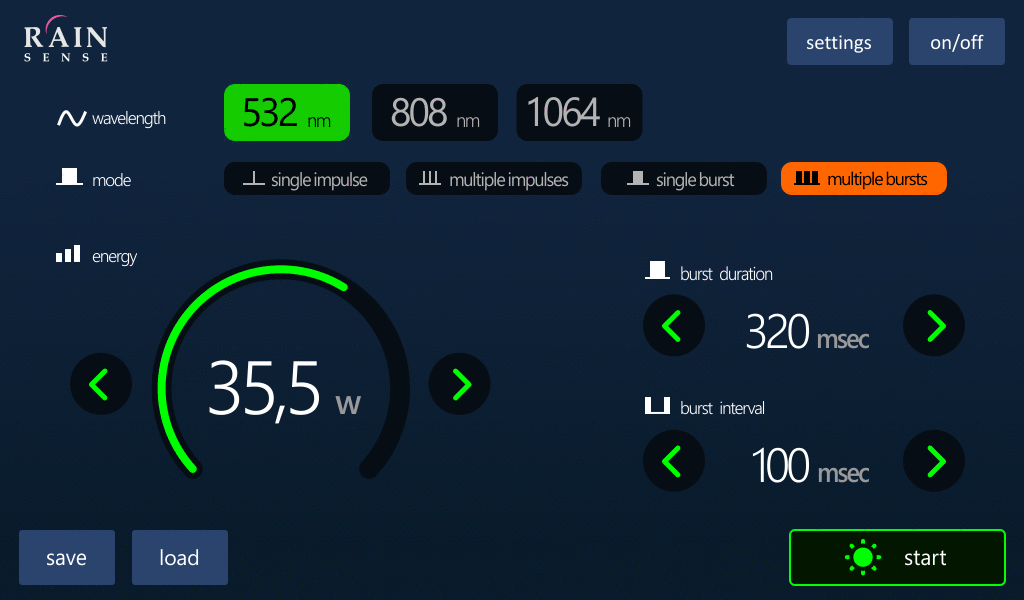 RAIN
SENSE
settings
on/off
wavelength
532 nm
808 nm
1064 nm
mode
single impulse
multiple impulses
single burst
multiple bursts
energy
35,5 w
burst duration
320 msec
burst interval
100 msec
save
load
start